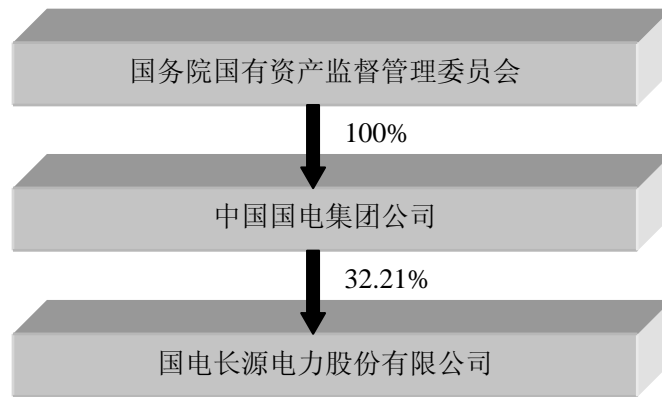 国务院国有资产监督管理委员会
100%
中国国电集团公司
32.21%
国电长源电力股份有限公司